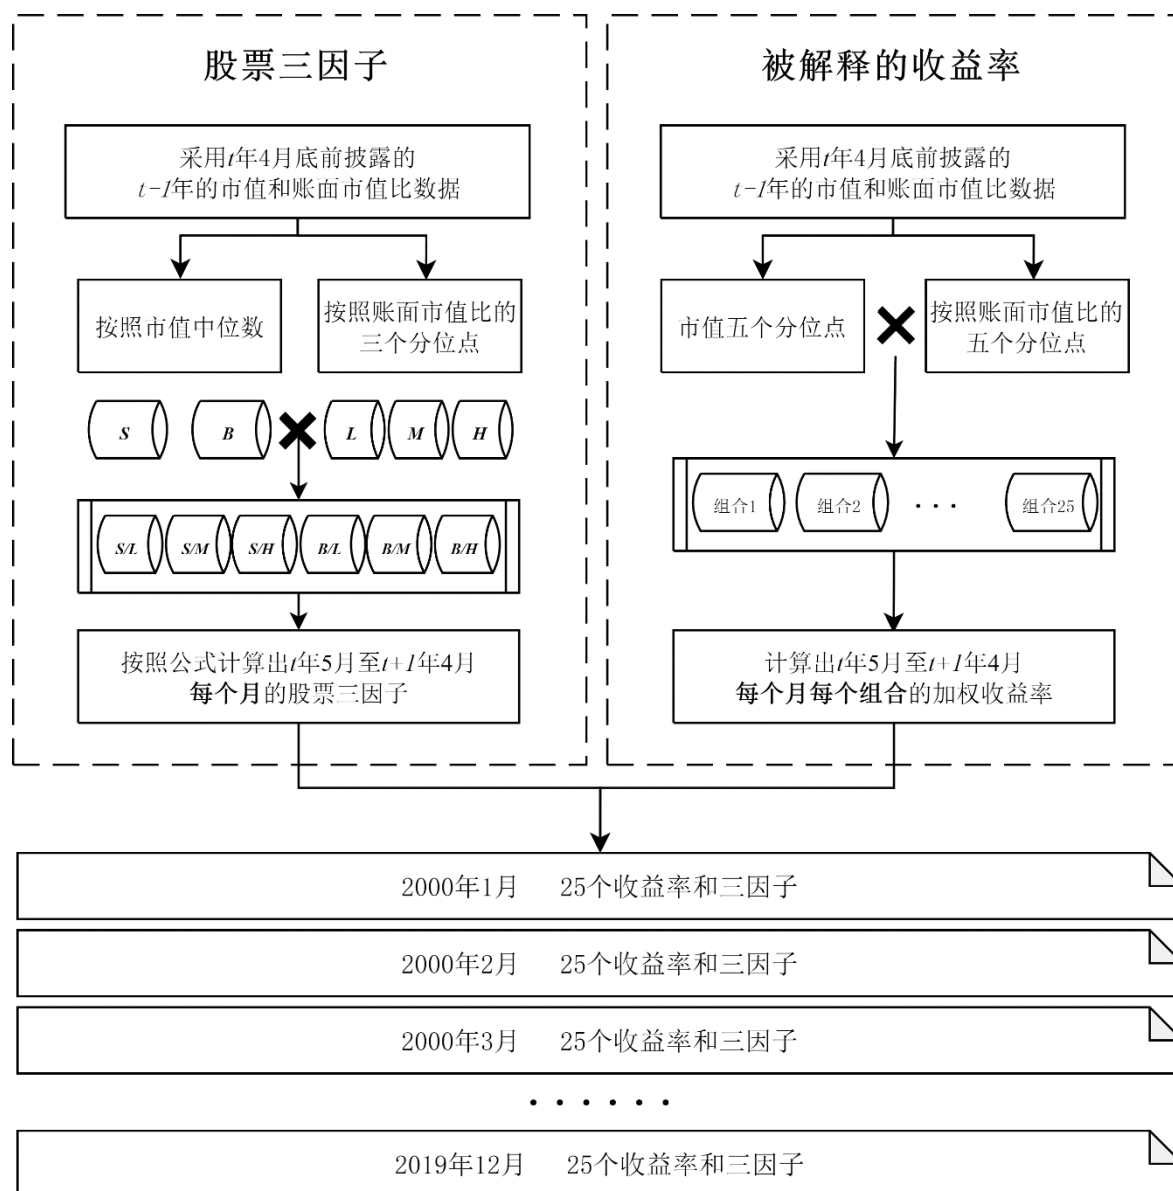 股票三因子
采用t年4月底前披露的
t-1年的市值和账面市值比数据
按照市值中位数
按照账面市值比的
三个分位点
S
B
L
M
H
S/L
S/M
S/H
B/L
B/M
B/H
按照公式计算出t年5月至t+1年4月
每个月的股票三因子
被解释的收益率
采用t年4月底前披露的
t-1年的市值和账面市值比数据
市值五个分位点
按照账面市值比的
五个分位点
组合1
组合2
···
组合25
计算出t年5月至t+1年4月
每个月每个组合的加权收益率
2000年1月 25个收益率和三因子
2000年2月 25个收益率和三因子
2000年3月 25个收益率和三因子
······
2019年12月 25个收益率和三因子